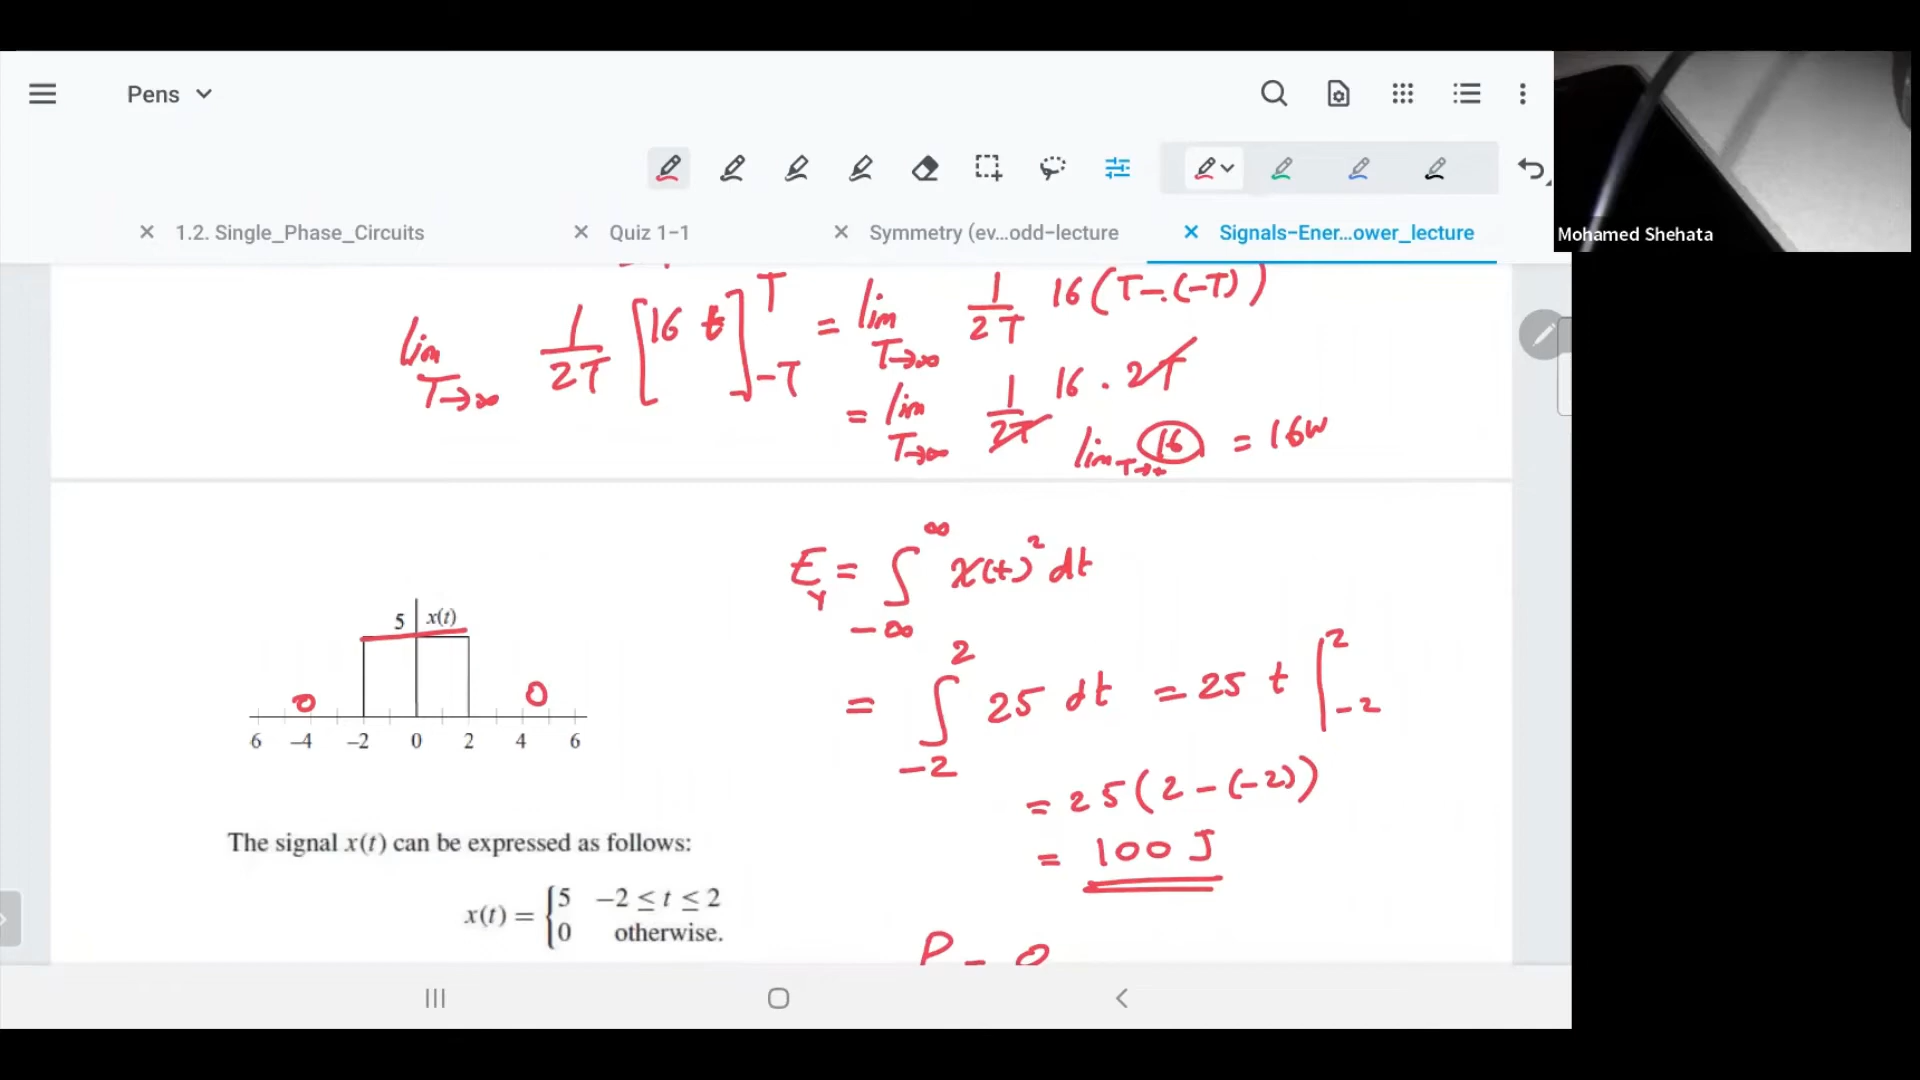 Pens
1.2. Single_Phase_Circuits
Quiz 1-1
Symmetry (ev...odd-lecture
Signals-Ener...ower_lecture
Mohamed Shehata
lim T→∞ 1/2T [16 t]_{-T}^{T} = lim T→∞ 1/2T 16(T-(-T))
= lim T→∞ 1/2T 16 . 2T
lim T→∞ 16 = 16W
E_y = ∫_{-∞}^{∞} x(t)² dt
= ∫_{-2}^{2} 25 dt = 25 t |_{-2}^{2}
= 25(2-(-2))
= 100 J
P = 0
5 x(t)
0 0
6 -4 -2 0 2 4 6
The signal x(t) can be expressed as follows:
x(t) = {5 -2 ≤ t ≤ 2
0 otherwise.